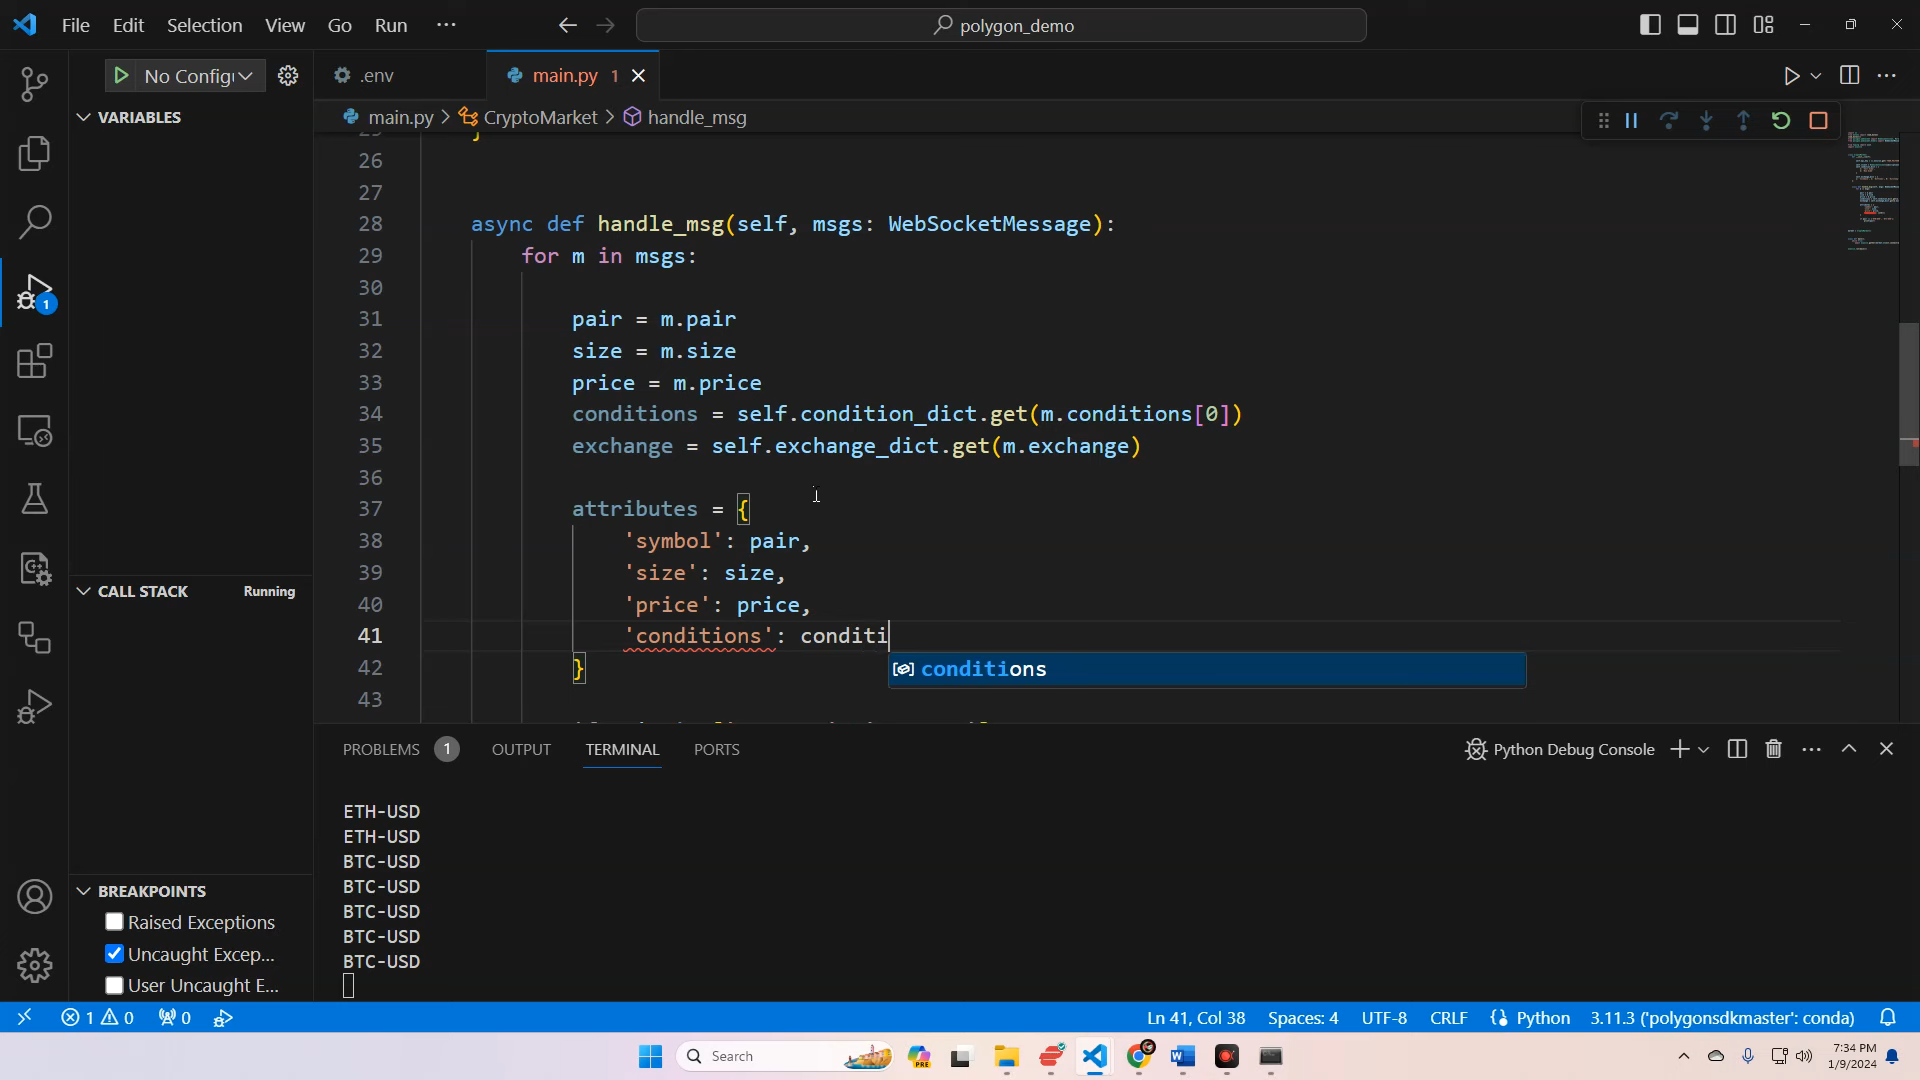 File Edit Selection View Go Run ···
polygon_demo
No Config
.env
main.py 1
main.py > CryptoMarket > handle_msg
VARIABLES
25 }
26
27
28 async def handle_msg(self, msgs: WebSocketMessage):
29 for m in msgs:
30
31 pair = m.pair
32 size = m.size
33 price = m.price
34 conditions = self.condition_dict.get(m.conditions[0])
35 exchange = self.exchange_dict.get(m.exchange)
36
37 attributes = {
38 'symbol': pair,
39 'size': size,
40 'price': price,
41 'conditions': conditi
conditions
42 }
43
1
CALL STACK
Running
BREAKPOINTS
Raised Exceptions
Uncaught Excep...
User Uncaught E...
PROBLEMS 1 OUTPUT TERMINAL PORTS
Python Debug Console
ETH-USD
ETH-USD
BTC-USD
BTC-USD
BTC-USD
BTC-USD
BTC-USD
1 0 0
Ln 41, Col 38 Spaces: 4 UTF-8 CRLF Python 3.11.3 ('polygonsdkmaster': conda)
Search
PRE
7:34 PM
1/9/2024